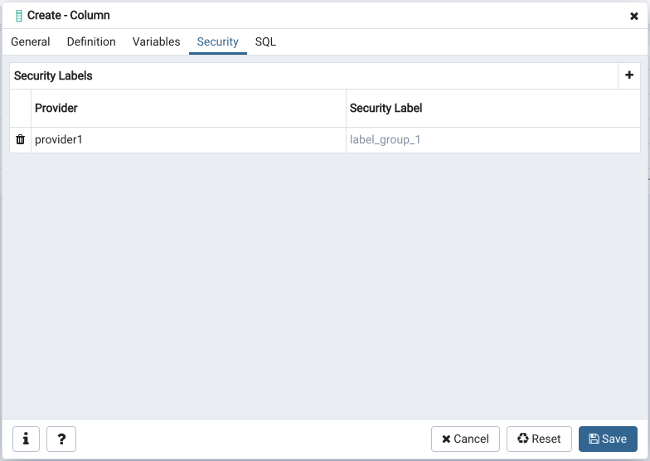 Create - Column
General Definition Variables Security SQL
Security Labels
Provider Security Label
provider1 label_group_1
i ? Cancel Reset Save